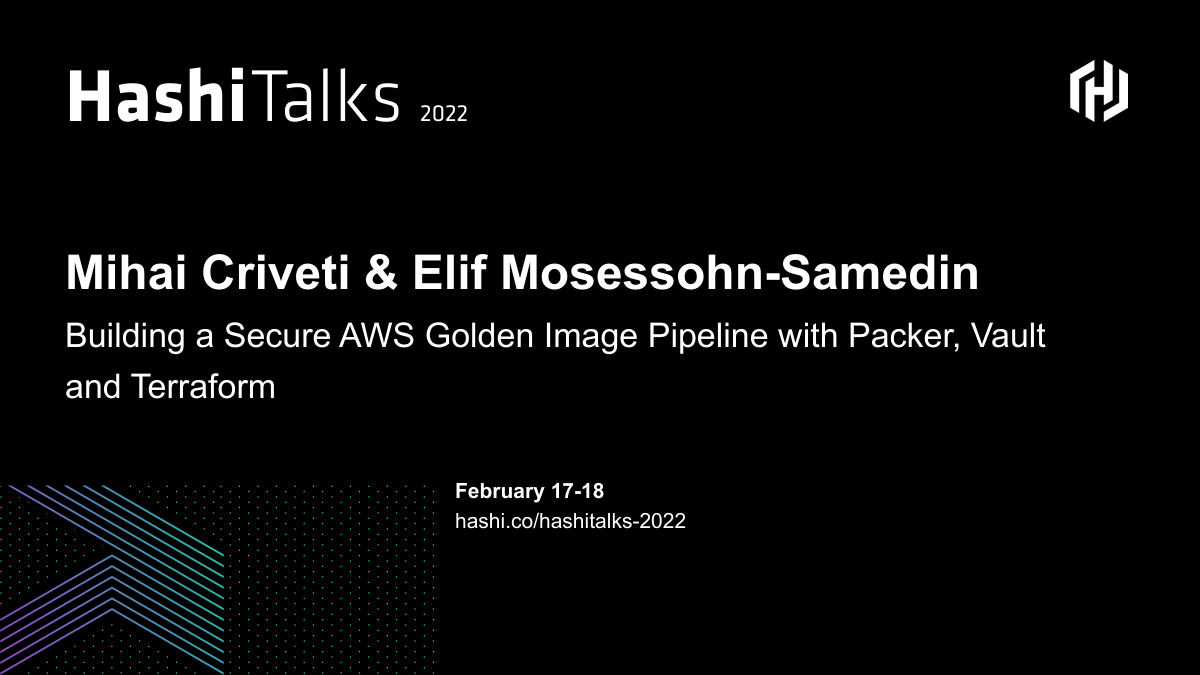 HashiTalks 2022
Mihai Criveti & Elif Mosessohn-Samedin
Building a Secure AWS Golden Image Pipeline with Packer, Vault
and Terraform
February 17-18
hashi.co/hashitalks-2022